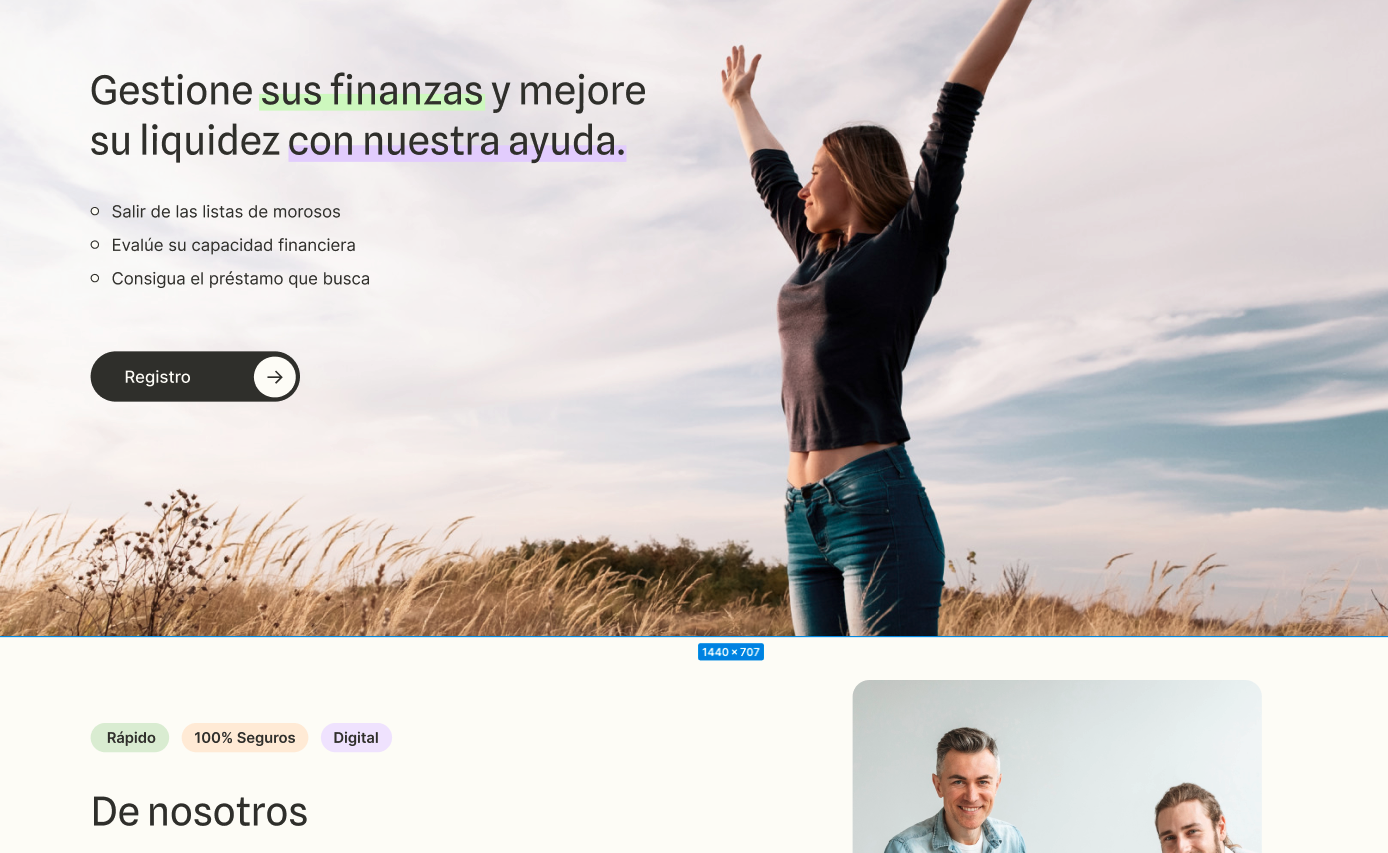 Gestione sus finanzas y mejore
su liquidez con nuestra ayuda.
Salir de las listas de morosos
Evalúe su capacidad financiera
Consigua el préstamo que busca
Registro
1440 × 707
Rápido 100% Seguros Digital
De nosotros